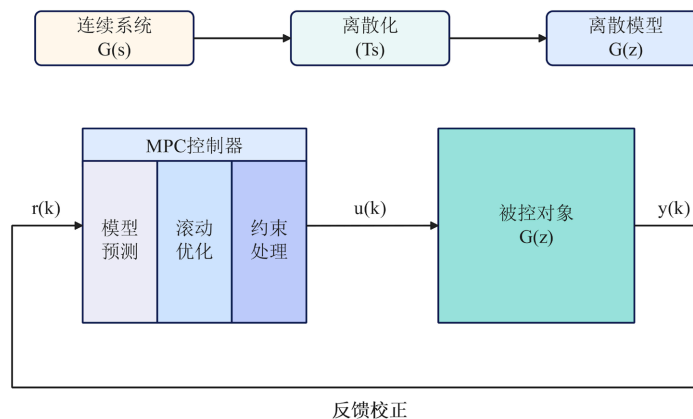 连续系统
G(s)
离散化
(Ts)
离散模型
G(z)
MPC控制器
r(k)
模型
预测
滚动
优化
约束
处理
u(k)
被控对象
G(z)
y(k)
反馈校正